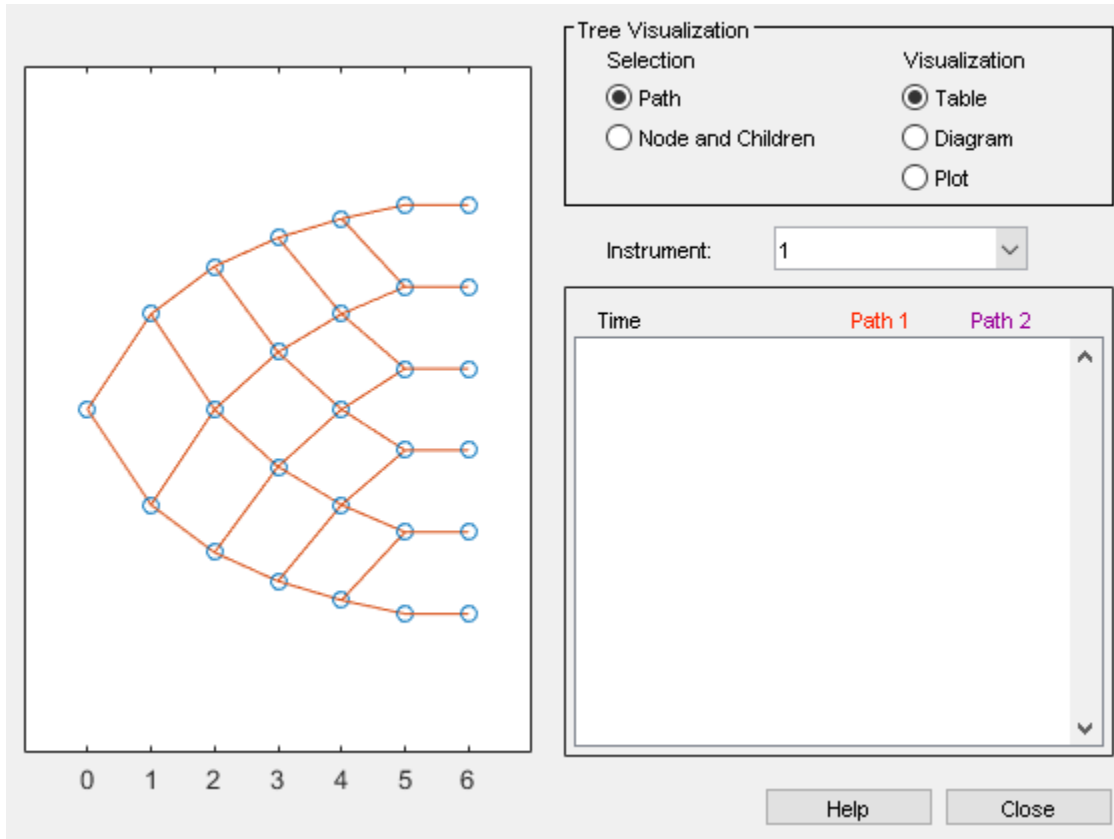 Tree Visualization
Selection
Path
Node and Children
Visualization
Table
Diagram
Plot
Instrument: 1
Time Path 1 Path 2
0 1 2 3 4 5 6
Help Close